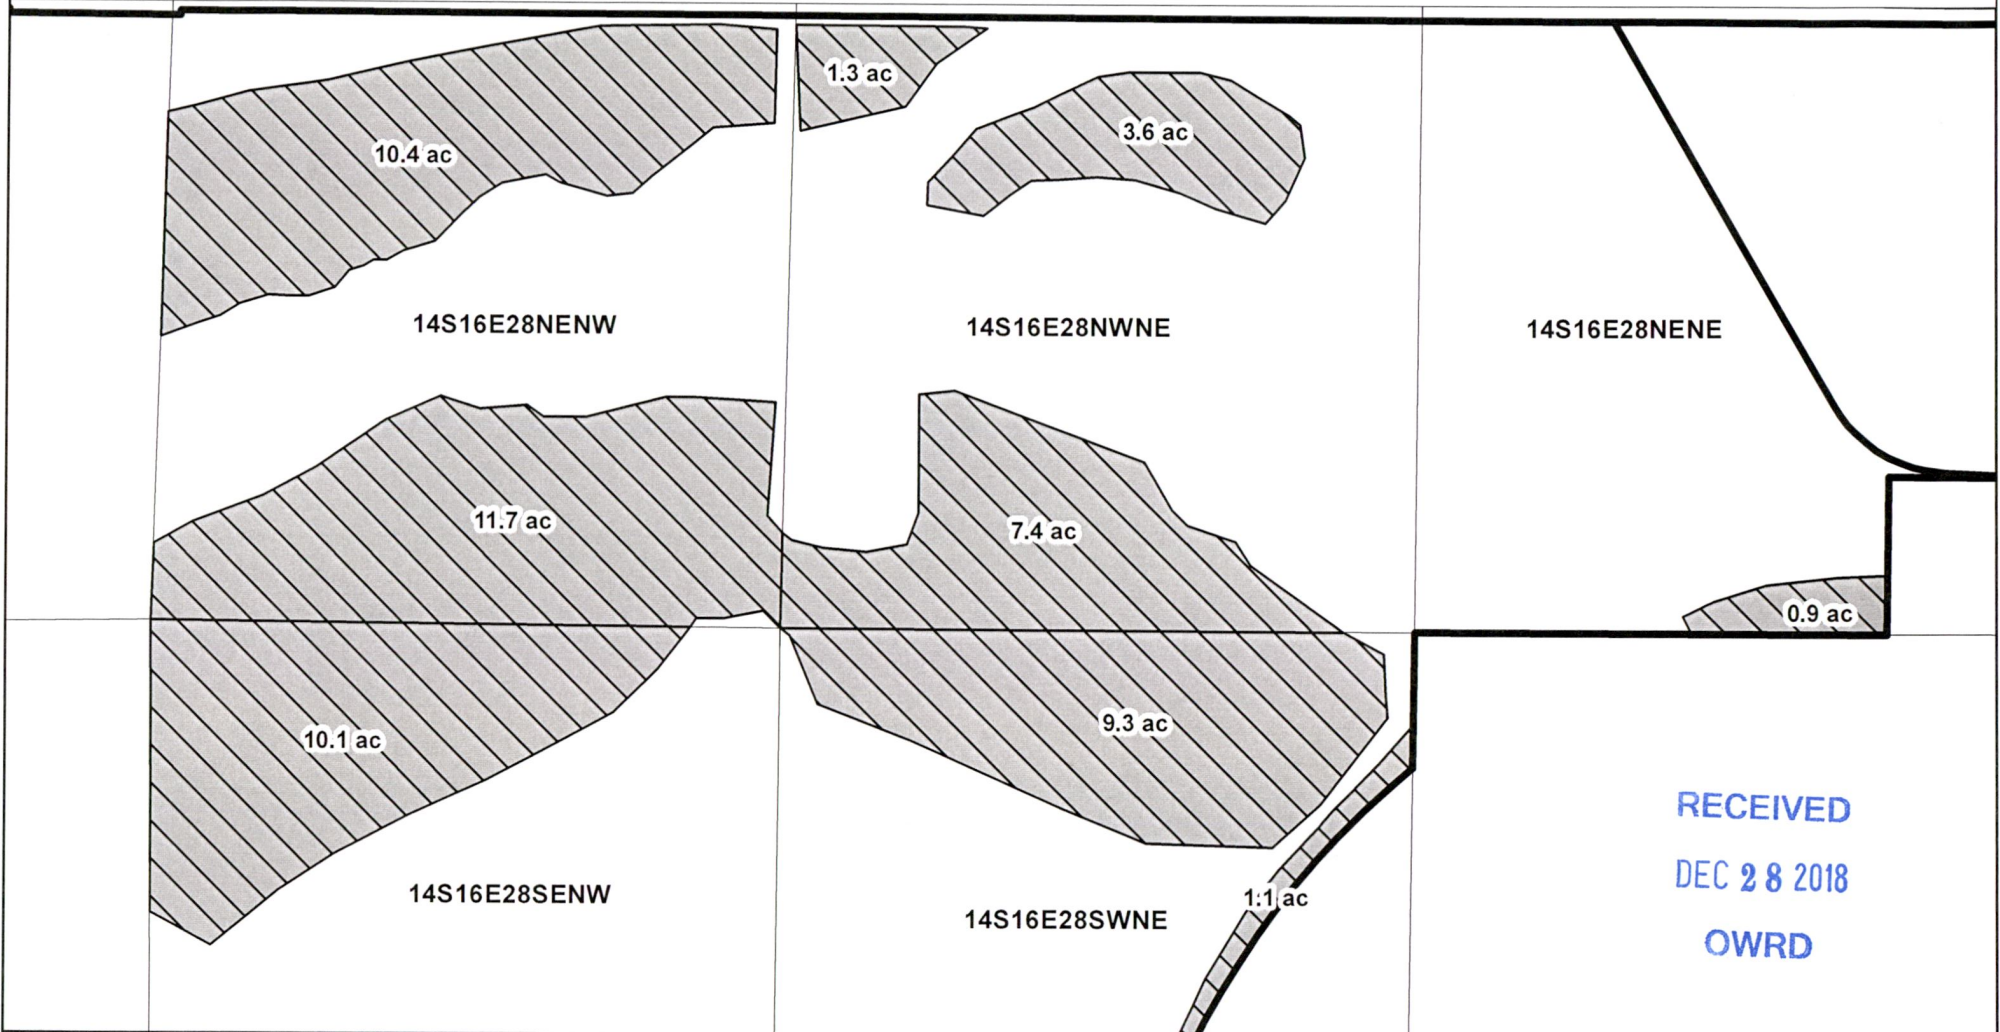 1.3 ac
3.6 ac
10.4 ac
14S16E28NENW
14S16E28NWNE
14S16E28NENE
11.7 ac
7.4 ac
0.9 ac
10.1 ac
9.3 ac
14S16E28SENW
14S16E28SWNE
1.1 ac
RECEIVED
DEC 28 2018
OWRD